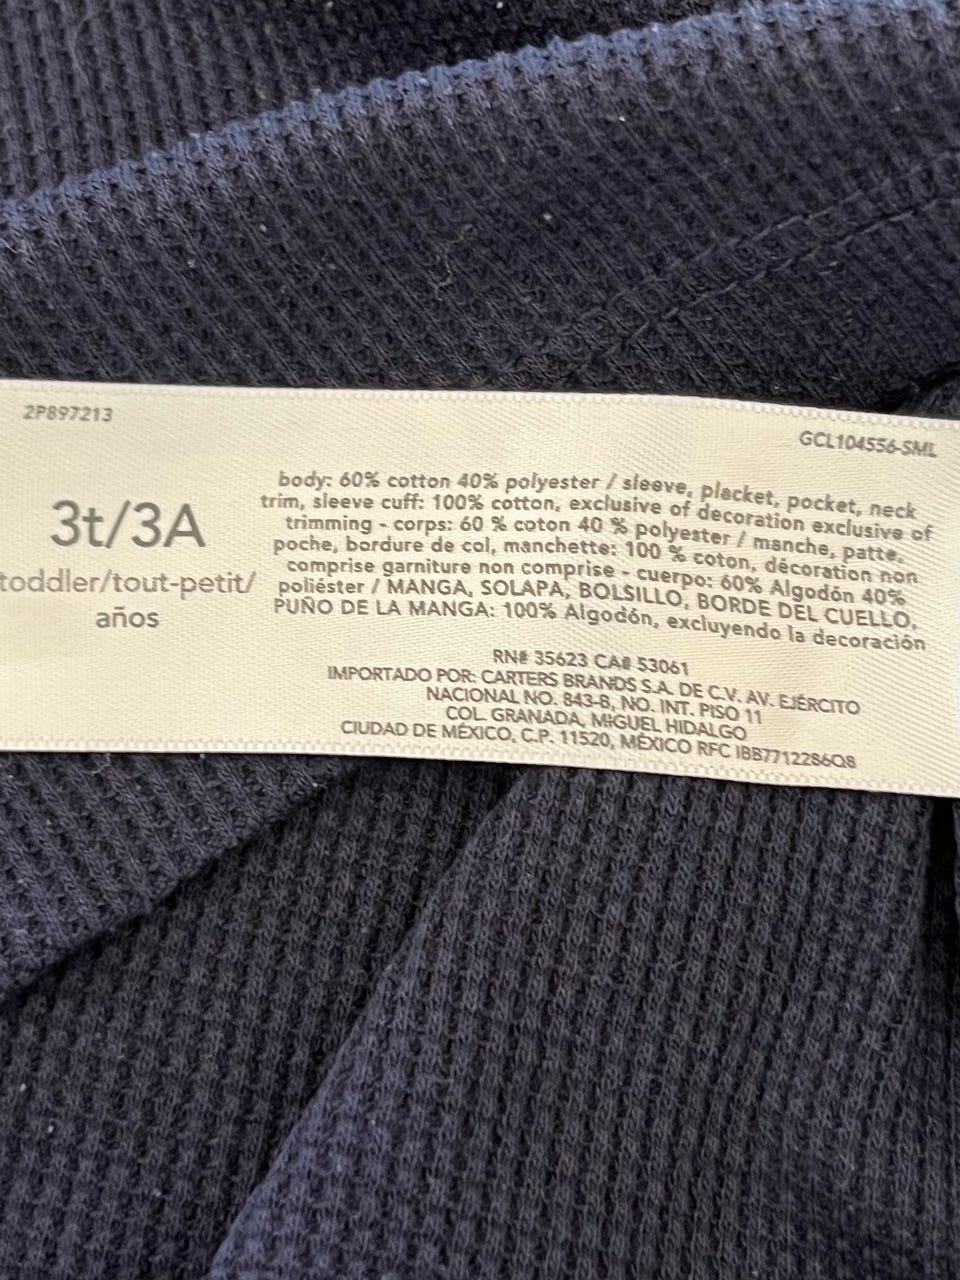 2P897213
GCL104556-SML
3t/3A
toddler/tout-petit/
años
body: 60% cotton 40% polyester / sleeve, placket, pocket, neck
trim, sleeve cuff: 100% cotton, exclusive of decoration exclusive of
trimming - corps: 60 % coton 40 % polyester / manche, patte,
poche, bordure de col, manchette: 100 % coton, décoration non
comprise garniture non comprise - cuerpo: 60% Algodón 40%
poliéster / MANGA, SOLAPA, BOLSILLO, BORDE DEL CUELLO,
PUÑO DE LA MANGA: 100% Algodón, excluyendo la decoración
RN# 35623 CA# 53061
IMPORTADO POR: CARTERS BRANDS S.A. DE C.V. AV. EJÉRCITO
NACIONAL NO. 843-B, NO. INT. PISO 11
COL. GRANADA, MIGUEL HIDALGO
CIUDAD DE MÉXICO, C.P. 11520, MÉXICO RFC IBB7712286Q8